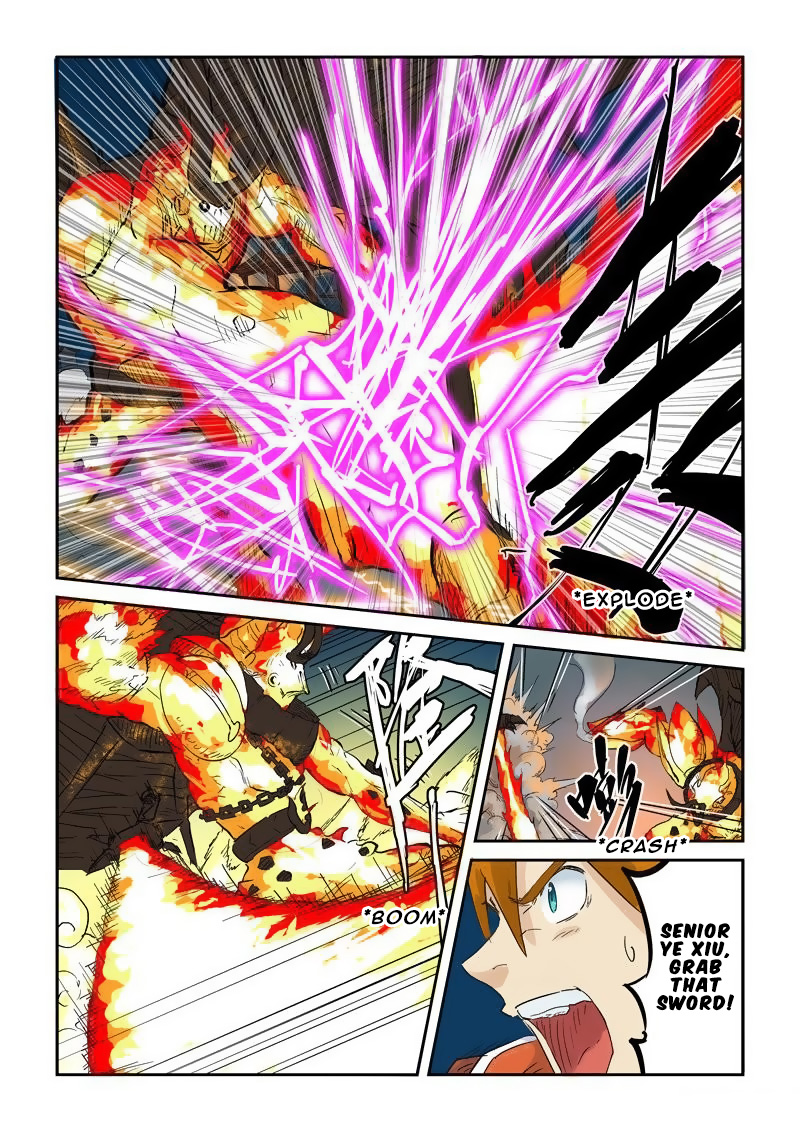 *EXPLODE*
*BOOM*
*CRASH*
SENIOR
YE XIU,
GRAB
THAT
SWORD!